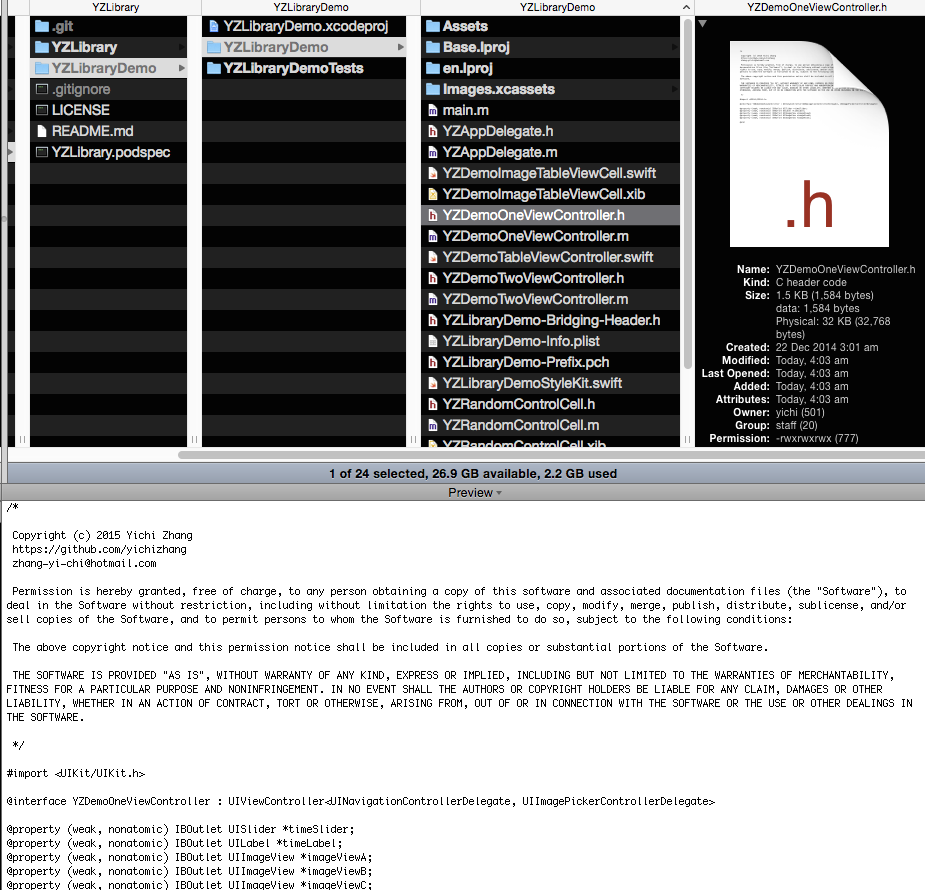 YZLibrary
YZLibraryDemo
YZLibraryDemo
YZDemoOneViewController.h
.git
YZLibrary
YZLibraryDemo
.gitignore
LICENSE
README.md
YZLibrary.podspec
YZLibraryDemo.xcodeproj
YZLibraryDemo
YZLibraryDemoTests
Assets
Base.lproj
en.lproj
Images.xcassets
main.m
YZAppDelegate.h
YZAppDelegate.m
YZDemoImageTableViewCell.swift
YZDemoImageTableViewCell.xib
YZDemoOneViewController.h
YZDemoOneViewController.m
YZDemoTableViewController.swift
YZDemoTwoViewController.h
YZDemoTwoViewController.m
YZLibraryDemo-Bridging-Header.h
YZLibraryDemo-Info.plist
YZLibraryDemo-Prefix.pch
YZLibraryDemoStyleKit.swift
YZRandomControlCell.h
YZRandomControlCell.m
YZRandomControlCell.xib
.h
Name: YZDemoOneViewController.h
Kind: C header code
Size: 1.5 KB (1,584 bytes)
data: 1,584 bytes
Physical: 32 KB (32,768
bytes)
Created: 22 Dec 2014 3:01 am
Modified: Today, 4:03 am
Last Opened: Today, 4:03 am
Added: Today, 4:03 am
Attributes: Today, 4:03 am
Owner: yichi (501)
Group: staff (20)
Permission: -rwxrwxrwx (777)
1 of 24 selected, 26.9 GB available, 2.2 GB used
Preview
/*
Copyright (c) 2015 Yichi Zhang
https://github.com/yichizhang
zhang-yi-chi@hotmail.com
Permission is hereby granted, free of charge, to any person obtaining a copy of this software and associated documentation files (the "Software"), to
deal in the Software without restriction, including without limitation the rights to use, copy, modify, merge, publish, distribute, sublicense, and/or
sell copies of the Software, and to permit persons to whom the Software is furnished to do so, subject to the following conditions:
The above copyright notice and this permission notice shall be included in all copies or substantial portions of the Software.
THE SOFTWARE IS PROVIDED "AS IS", WITHOUT WARRANTY OF ANY KIND, EXPRESS OR IMPLIED, INCLUDING BUT NOT LIMITED TO THE WARRANTIES OF MERCHANTABILITY,
FITNESS FOR A PARTICULAR PURPOSE AND NONINFRINGEMENT. IN NO EVENT SHALL THE AUTHORS OR COPYRIGHT HOLDERS BE LIABLE FOR ANY CLAIM, DAMAGES OR OTHER
LIABILITY, WHETHER IN AN ACTION OF CONTRACT, TORT OR OTHERWISE, ARISING FROM, OUT OF OR IN CONNECTION WITH THE SOFTWARE OR THE USE OR OTHER DEALINGS IN
THE SOFTWARE.
*/
#import <UIKit/UIKit.h>
@interface YZDemoOneViewController : UIViewController<UINavigationControllerDelegate, UIImagePickerControllerDelegate>
@property (weak, nonatomic) IBOutlet UISlider *timeSlider;
@property (weak, nonatomic) IBOutlet UILabel *timeLabel;
@property (weak, nonatomic) IBOutlet UIImageView *imageViewA;
@property (weak, nonatomic) IBOutlet UIImageView *imageViewB;
@property (weak, nonatomic) IBOutlet UIImageView *imageViewC;